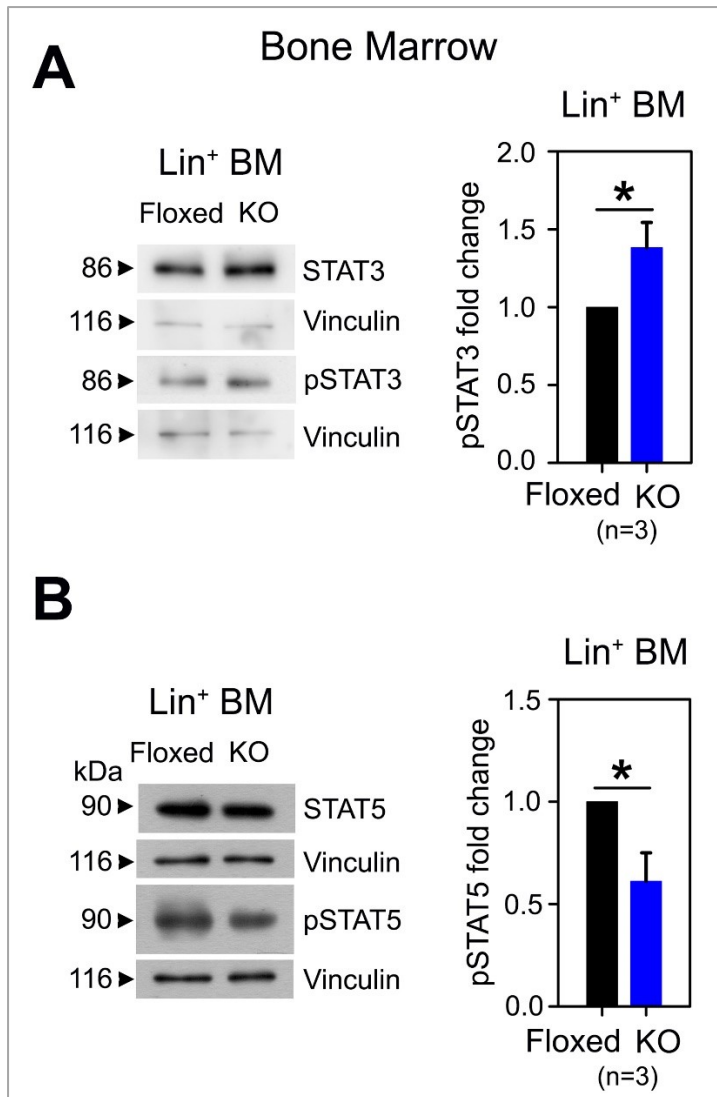 Bone Marrow
A
Lin⁺ BM
Floxed KO
86 STAT3
116 Vinculin
86 pSTAT3
116 Vinculin
Lin⁺ BM
pSTAT3 fold change
2.0
1.5
1.0
0.5
0.0
Floxed KO
(n=3)
*
B
Lin⁺ BM
Floxed KO
kDa
90 STAT5
116 Vinculin
90 pSTAT5
116 Vinculin
Lin⁺ BM
pSTAT5 fold change
1.5
1.0
0.5
0.0
Floxed KO
(n=3)
*